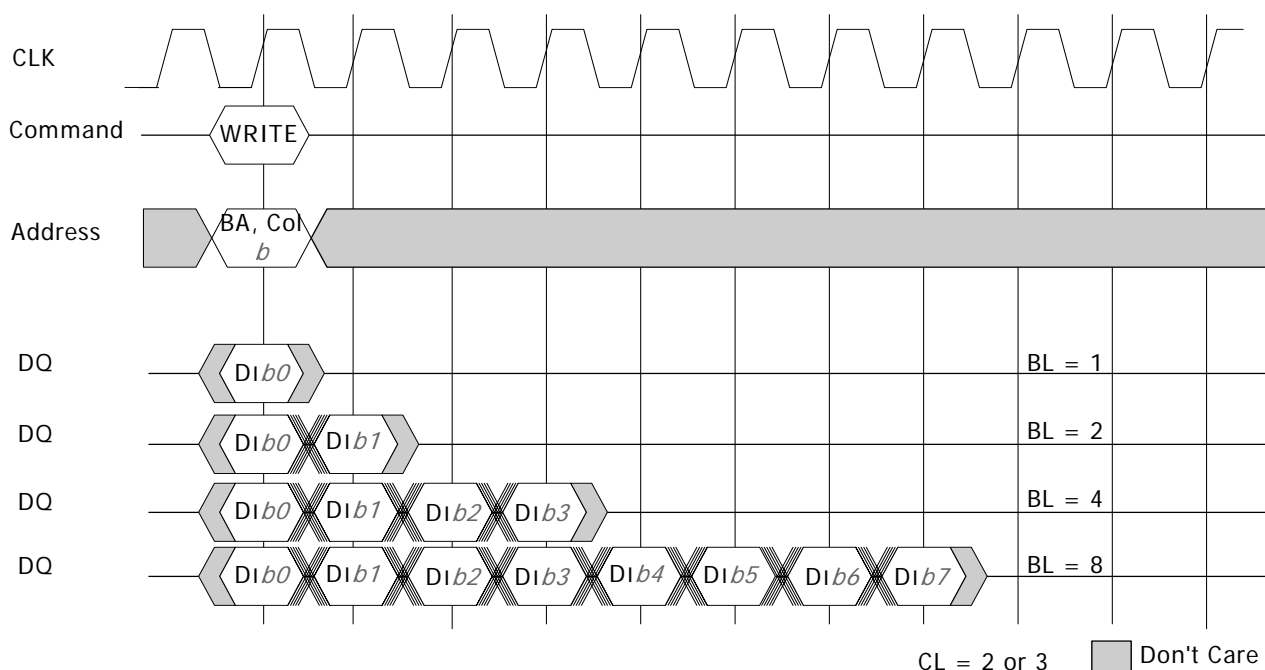 CLK
Command WRITE
Address BA, Col
b
DQ DIb0 BL = 1
DQ DIb0 DIb1 BL = 2
DQ DIb0 DIb1 DIb2 DIb3 BL = 4
DQ DIb0 DIb1 DIb2 DIb3 DIb4 DIb5 DIb6 DIb7 BL = 8
CL = 2 or 3 Don't Care